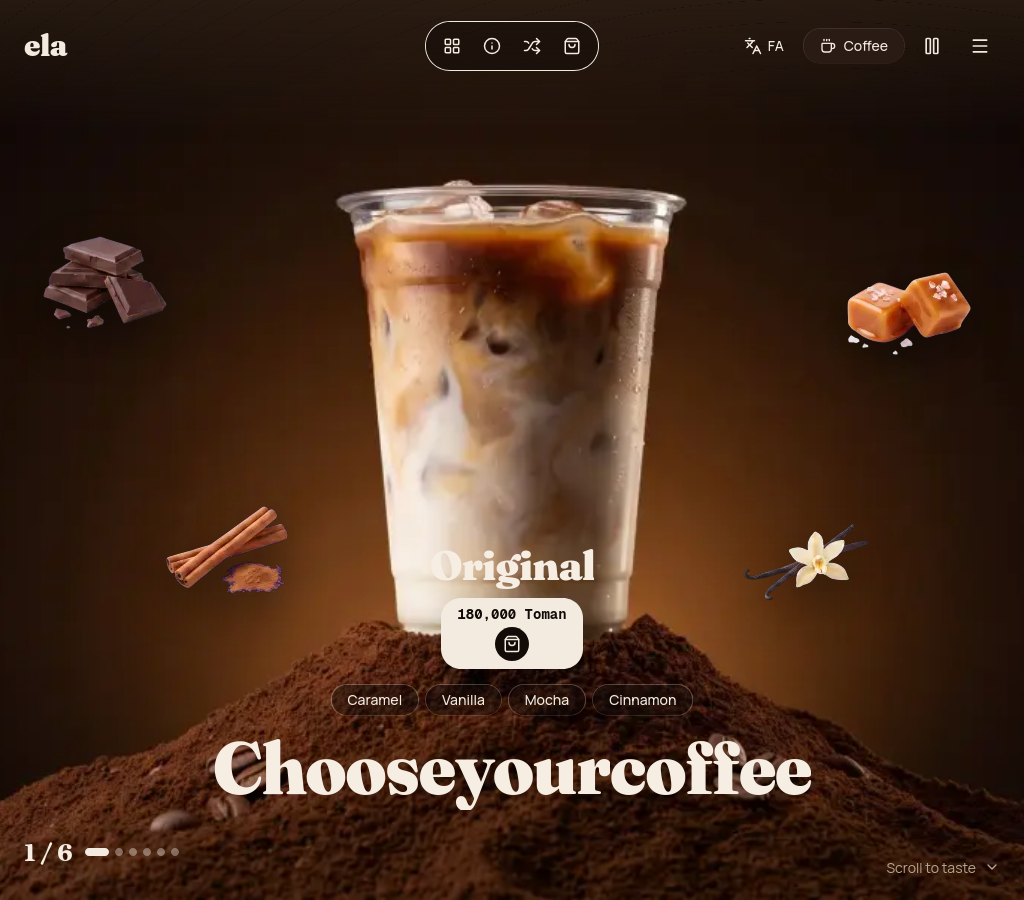 ela
FA
Coffee
Original
180,000 Toman
Caramel
Vanilla
Mocha
Cinnamon
Chooseyourcoffee
1 / 6
Scroll to taste